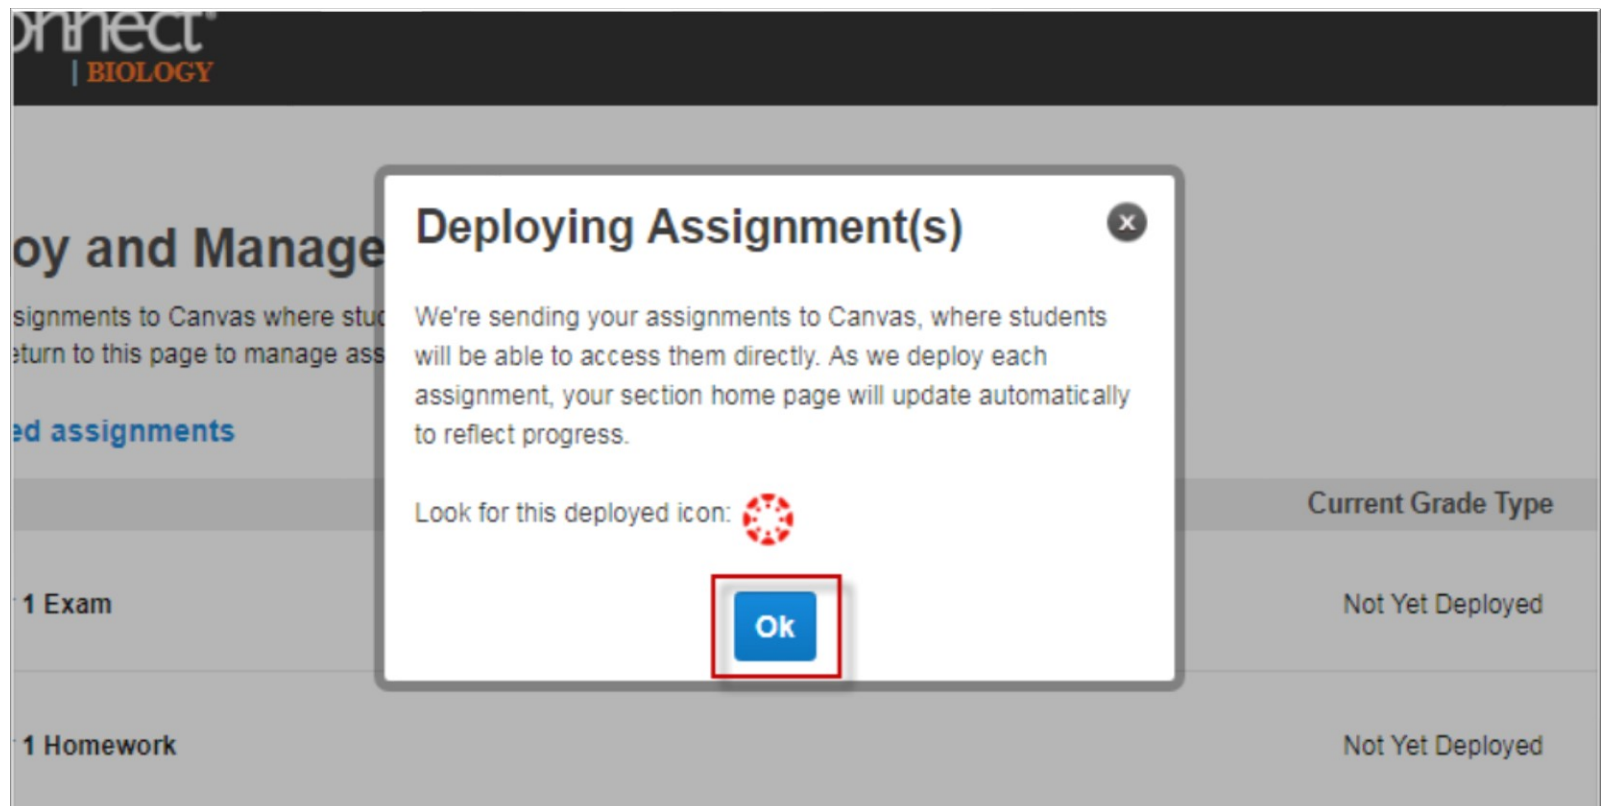 onnect®
| BIOLOGY
Deploying Assignment(s)
x
oy and Manage
signments to Canvas where stud
eturn to this page to manage ass
We're sending your assignments to Canvas, where students
will be able to access them directly. As we deploy each
assignment, your section home page will update automatically
to reflect progress.
ed assignments
Look for this deployed icon:
Current Grade Type
Ok
1 Exam
Not Yet Deployed
1 Homework
Not Yet Deployed